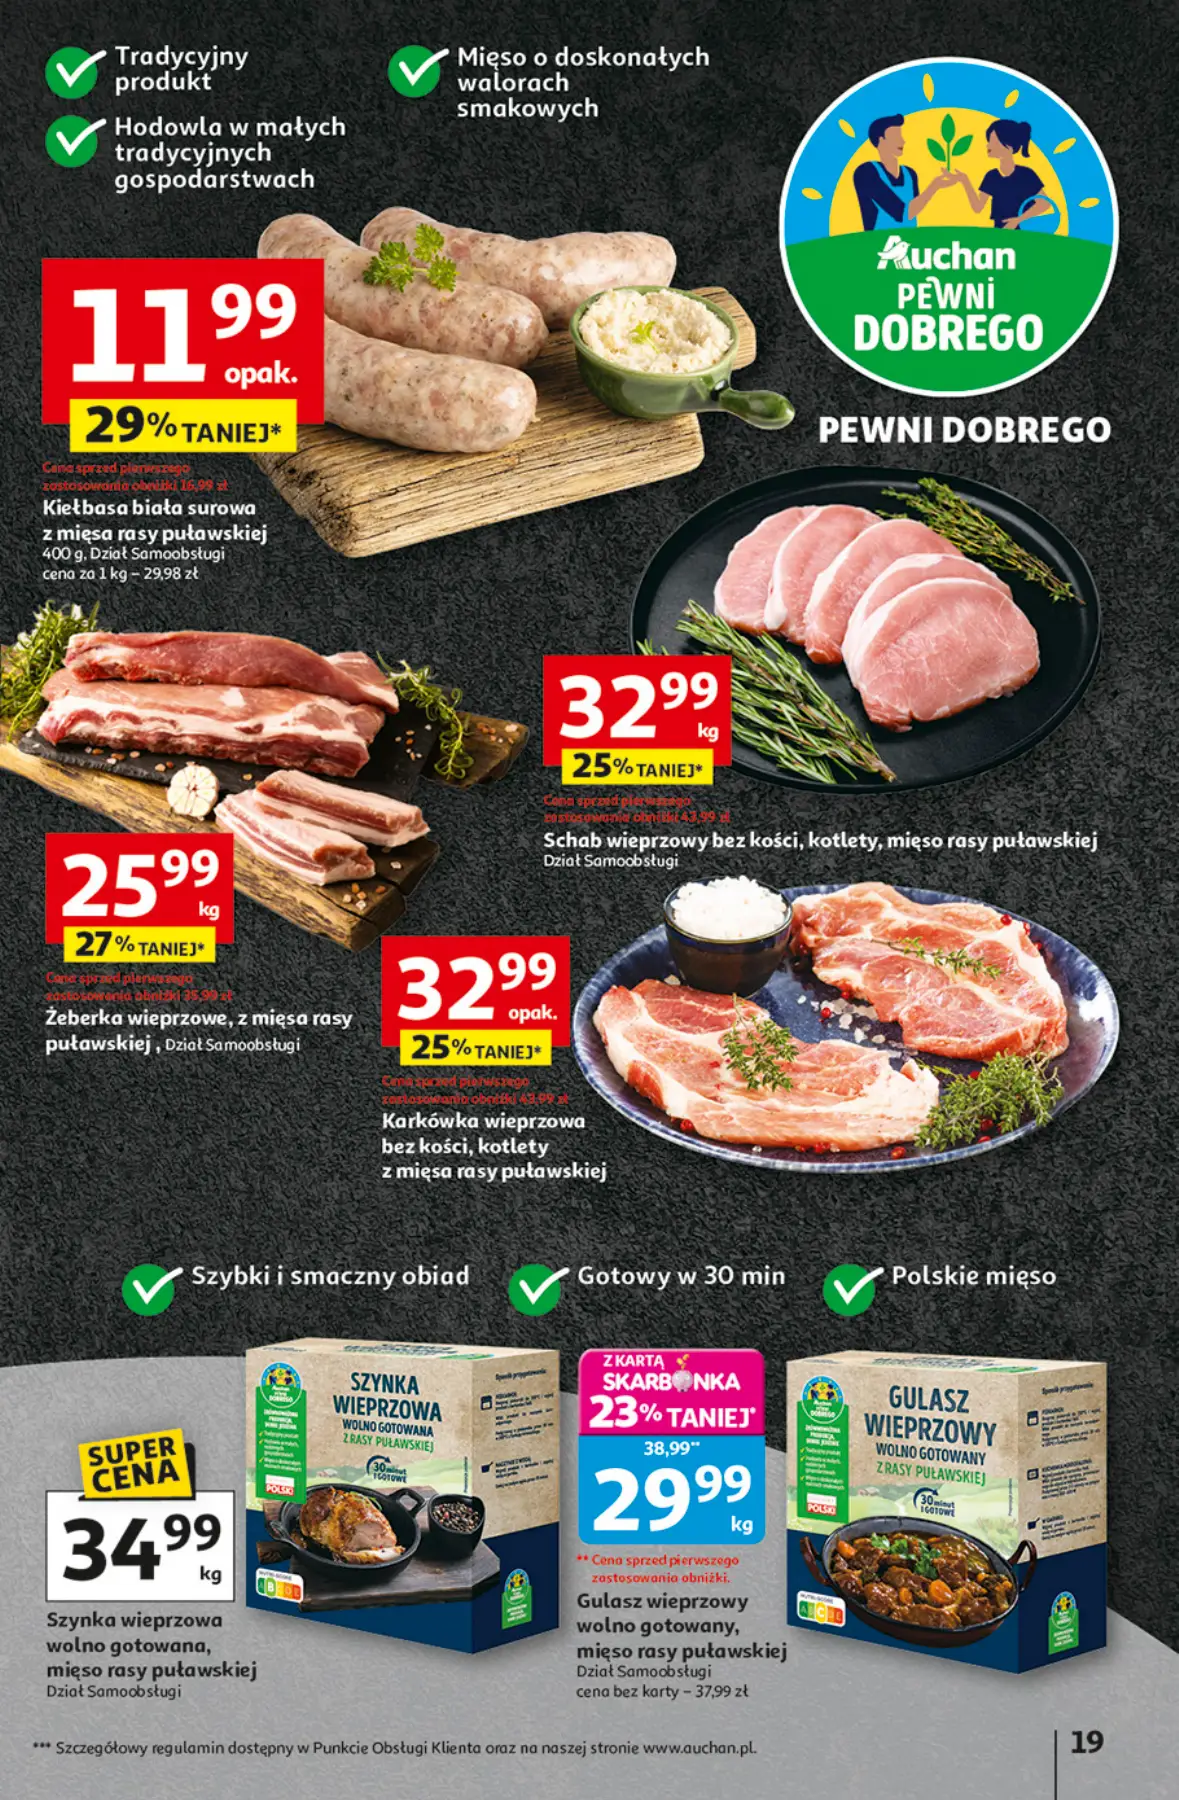 Tradycyjny
produkt
Hodowla w małych
tradycyjnych
gospodarstwach
Mięso o doskonałych
walorach
smakowych
Auchan
PEWNI
DOBREGO
PEWNI DOBREGO
11 99
opak.
29% TANIEJ*
Cena sprzed pierwszego
zastosowania obniżki 16,99 zł
Kiełbasa biała surowa
z mięsa rasy puławskiej
400 g, Dział Samoobsługi
cena za 1 kg – 29,98 zł
32 99
kg
25% TANIEJ*
Cena sprzed pierwszego
zastosowania obniżki 43,99 zł
Schab wieprzowy bez kości, kotlety, mięso rasy puławskiej
Dział Samoobsługi
25 99
kg
27% TANIEJ*
Cena sprzed pierwszego
zastosowania obniżki 35,99 zł
Żeberka wieprzowe, z mięsa rasy
puławskiej, Dział Samoobsługi
32 99
opak.
25% TANIEJ*
Cena sprzed pierwszego
zastosowania obniżki 43,99 zł
Karkówka wieprzowa
bez kości, kotlety
z mięsa rasy puławskiej
Szybki i smaczny obiad
Gotowy w 30 min
Polskie mięso
SUPER
CENA
34 99
kg
Szynka wieprzowa
wolno gotowana,
mięso rasy puławskiej
Dział Samoobsługi
Auchan
DOBREGO
SZYNKA
WIEPRZOWA
WOLNO GOTOWANA
Z RASY PUŁAWSKIEJ
30 minut
I GOTOWE
POLSKI
NUTRI-SCORE
Z KARTĄ
SKARBONKA
23% TANIEJ*
38,99**
29 99
kg
** Cena sprzed pierwszego
zastosowania obniżki.
Gulasz wieprzowy
wolno gotowany,
mięso rasy puławskiej
Dział Samoobsługi
cena bez karty – 37,99 zł
Auchan
DOBREGO
GULASZ
WIEPRZOWY
WOLNO GOTOWANY
Z RASY PUŁAWSKIEJ
30 minut
I GOTOWE
POLSKI
NUTRI-SCORE
*** Szczegółowy regulamin dostępny w Punkcie Obsługi Klienta oraz na naszej stronie www.auchan.pl.
19